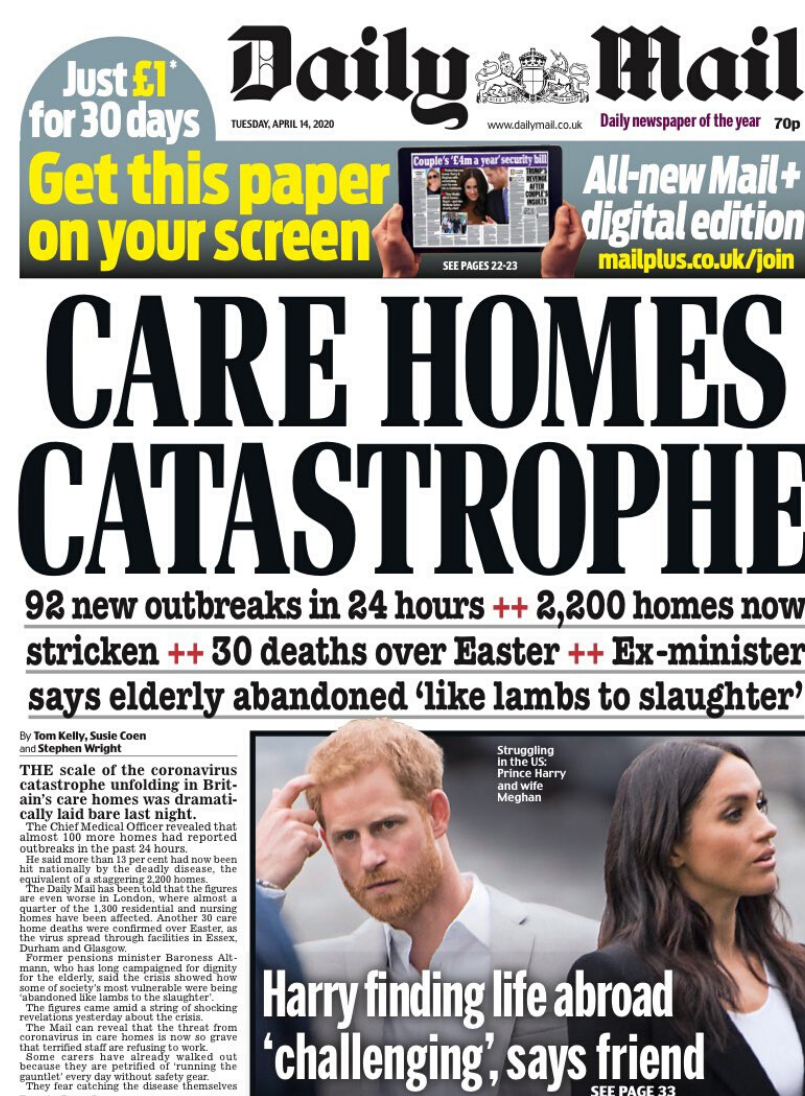 Just £1*
for 30 days
Daily Mail
TUESDAY, APRIL 14, 2020
www.dailymail.co.uk
Daily newspaper of the year
70p
Get this paper
on your screen
Couple's '£4m a year' security bill
TRUMP'S
REVENGE
AFTER
COUPLE'S
INSULTS
SEE PAGES 22-23
All-new Mail+
digital edition
mailplus.co.uk/join
CARE HOMES
CATASTROPHE
92 new outbreaks in 24 hours ++ 2,200 homes now
stricken ++ 30 deaths over Easter ++ Ex-minister
says elderly abandoned ‘like lambs to slaughter’
By Tom Kelly, Susie Coen
and Stephen Wright
THE scale of the coronavirus
catastrophe unfolding in Brit-
ain's care homes was dramati-
cally laid bare last night.
The Chief Medical Officer revealed that
almost 100 more homes had reported
outbreaks in the past 24 hours.
He said more than 13 per cent had now been
hit nationally by the deadly disease, the
equivalent of a staggering 2,200 homes.
The Daily Mail has been told that the figures
are even worse in London, where almost a
quarter of the 1,300 residential and nursing
homes have been affected. Another 30 care
home deaths were confirmed over Easter, as
the virus spread through facilities in Essex,
Durham and Glasgow.
Former pensions minister Baroness Alt-
mann, who has long campaigned for dignity
for the elderly, said the crisis showed how
some of society's most vulnerable were being
'abandoned like lambs to the slaughter'.
The figures came amid a string of shocking
revelations yesterday about the crisis.
The Mail can reveal that the threat from
coronavirus in care homes is now so grave
that terrified staff are refusing to work.
Some carers have already walked out
because they are petrified of 'running the
gauntlet' every day without safety gear.
They fear catching the disease themselves
Struggling
in the US:
Prince Harry
and wife
Meghan
Harry finding life abroad
‘challenging’, says friend
SEE PAGE 33